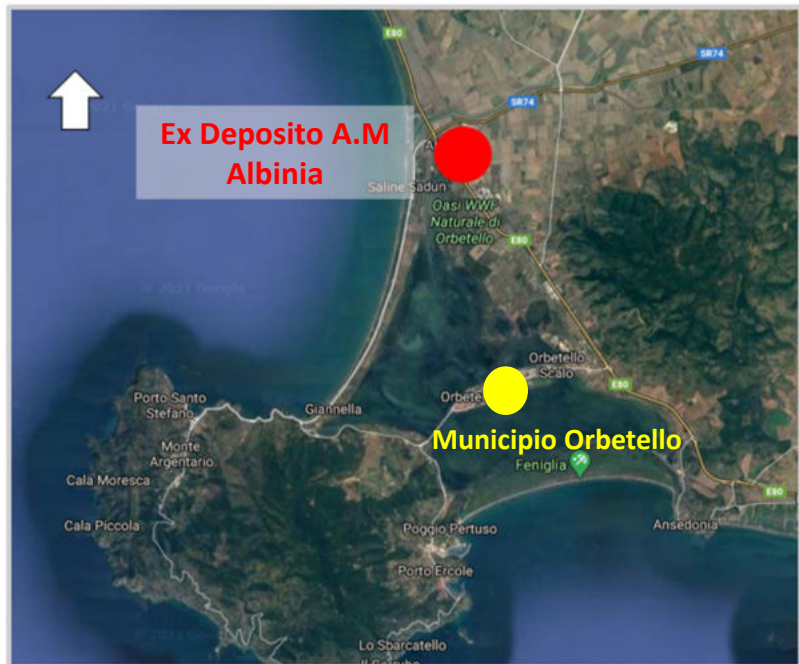 E80
SR74
SR74
Ex Deposito A.M
Albinia
Saline Sadun
Oasi WWF
Naturale di
Orbetello
E80
© 2021 Google
Orbetello
Scalo
E80
Porto Santo
Stefano
Giannella
Municipio Orbetello
Monte
Argentario
Feniglia
Cala Moresca
E80
Cala Piccola
Poggio Pertuso
Ansedonia
Porto Ercole
Lo Sbarcatello